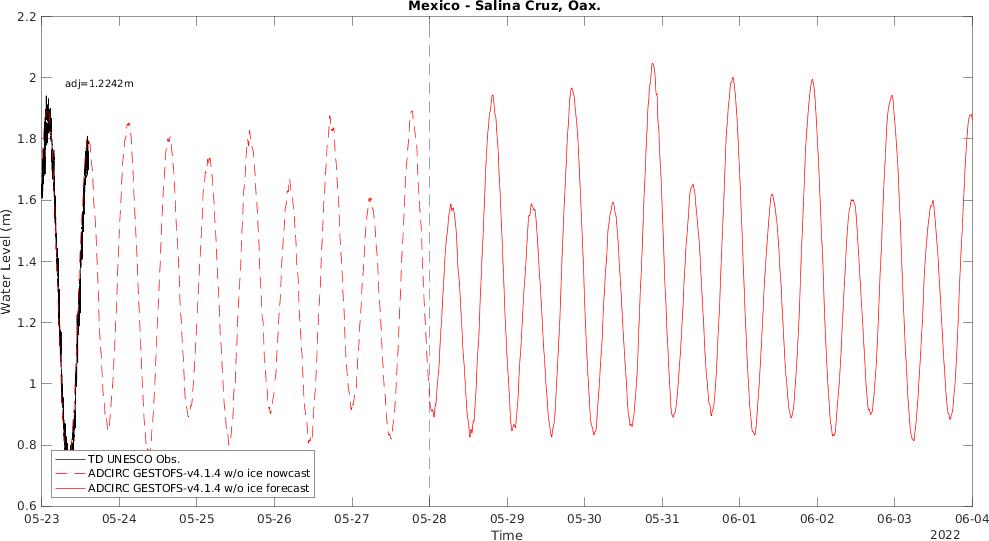 Mexico - Salina Cruz, Oax.
2.2
2
1.8
1.6
1.4
1.2
1
0.8
0.6
Water Level (m)
adj=1.2242m
TD UNESCO Obs.
ADCIRC GESTOFS-v4.1.4 w/o ice nowcast
ADCIRC GESTOFS-v4.1.4 w/o ice forecast
05-23 05-24 05-25 05-26 05-27 05-28 05-29 05-30 05-31 06-01 06-02 06-03 06-04
Time
2022